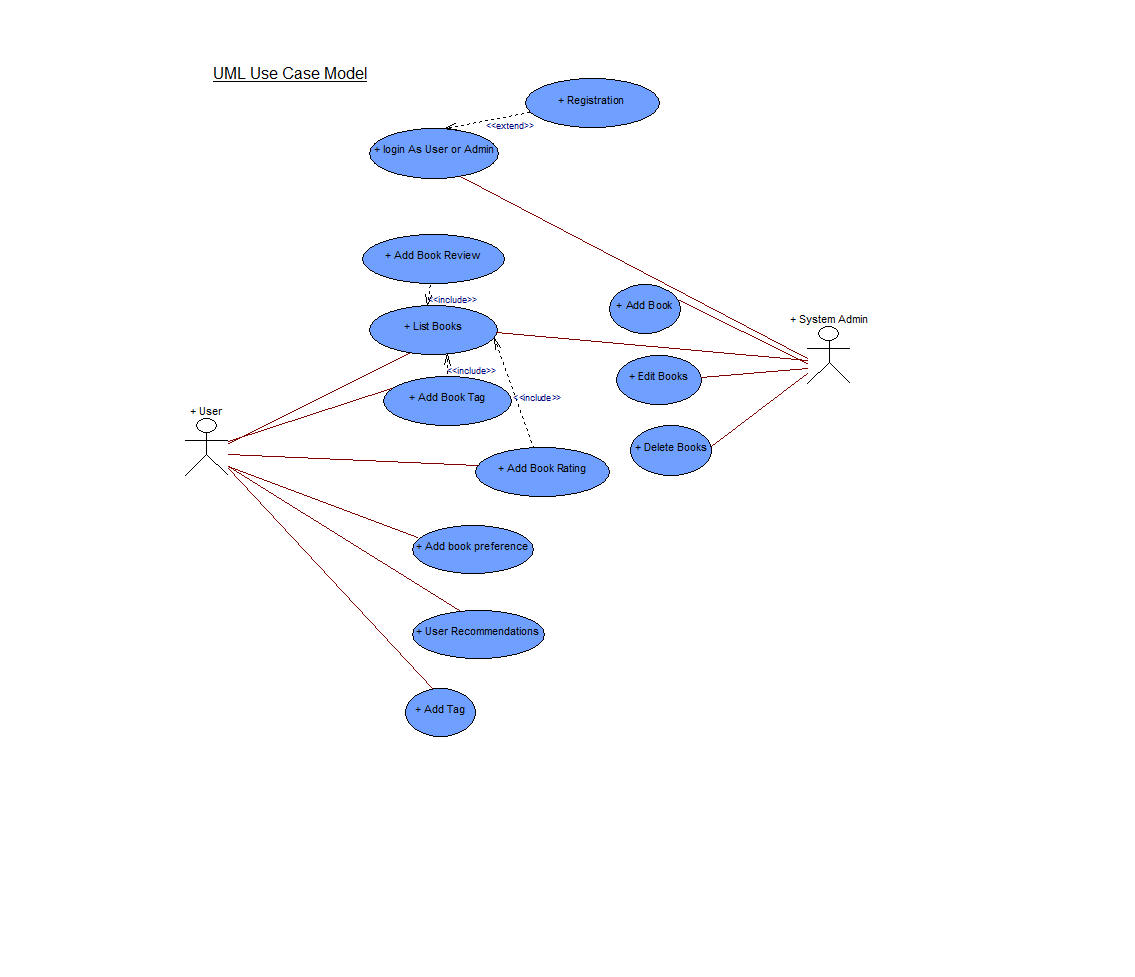 UML Use Case Model
+ Registration
<<extend>>
+ login As User or Admin
+ Add Book Review
<<include>>
+ Add Book
+ System Admin
+ List Books
<<include>>
+ Edit Books
+ Add Book Tag
<<include>>
+ User
+ Delete Books
+ Add Book Rating
+ Add book preference
+ User Recommendations
+ Add Tag